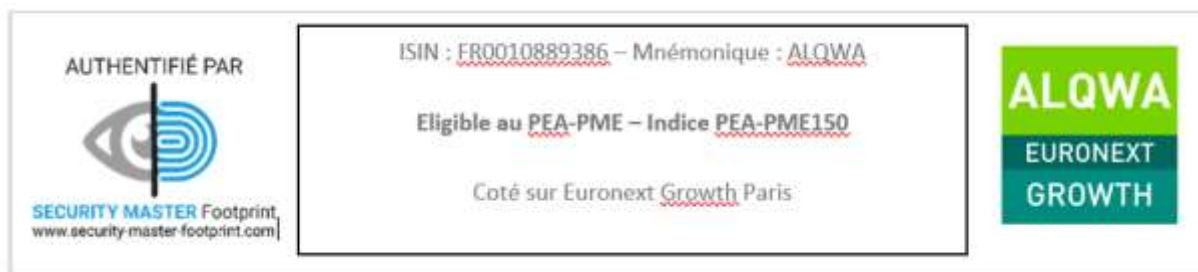 AUTHENTIFIÉ PAR
SECURITY MASTER Footprint
www.security-master-footprint.com
ISIN : FR0010889386 – Mnémonique : ALQWA
Eligible au PEA-PME – Indice PEA-PME150
Coté sur Euronext Growth Paris
ALQWA
EURONEXT
GROWTH